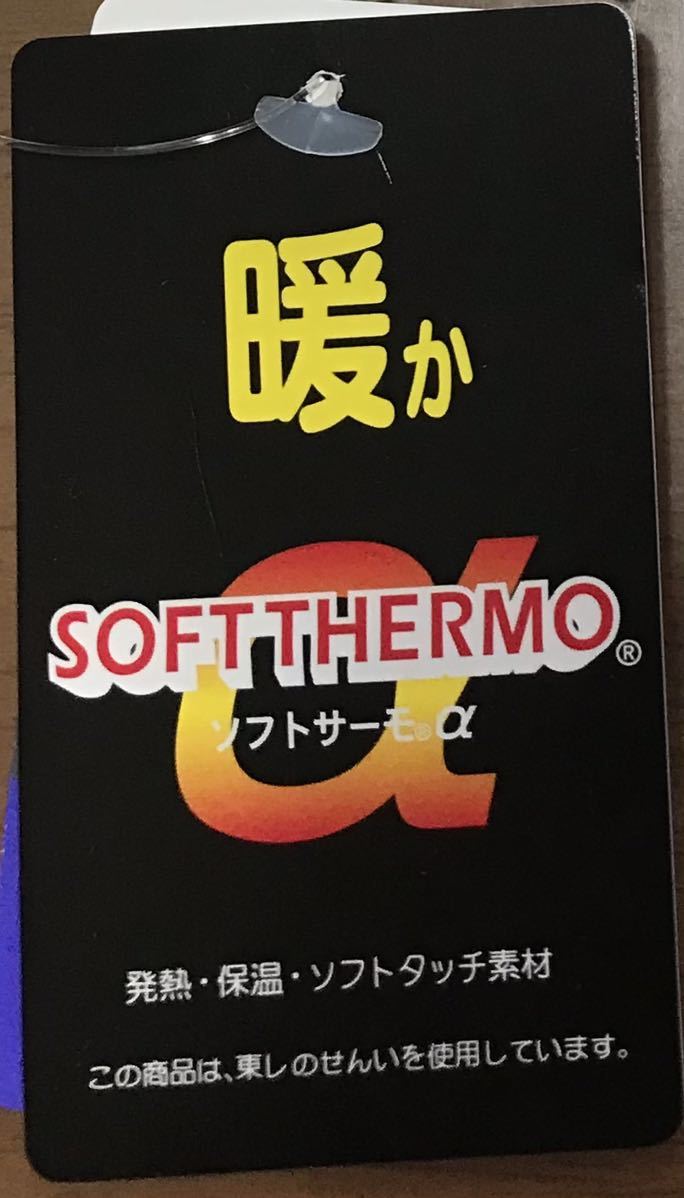 暖か
SOFTTHERMO®
ソフトサーモ®α
発熱・保温・ソフトタッチ素材
この商品は、東レのせんいを使用しています。